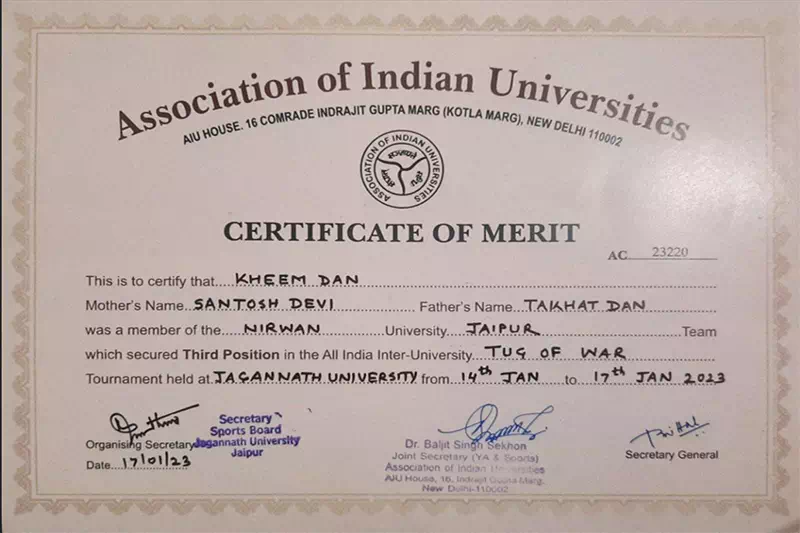 Association of Indian Universities
AIU HOUSE. 16 COMRADE INDRAJIT GUPTA MARG (KOTLA MARG), NEW DELHI 110002
ASSOCIATION OF INDIAN UNIVERSITIES
CERTIFICATE OF MERIT
AC 23220
This is to certify that KHEEM DAN
Mother's Name SANTOSH DEVI Father's Name TAKHAT DAN
was a member of the NIRWAN University JAIPUR Team
which secured Third Position in the All India Inter-University TUG OF WAR
Tournament held at JAGANNATH UNIVERSITY from 14th JAN to 17th JAN 2023
Organising Secretary
Date 17/01/23
Secretary
Sports Board
Jagannath University
Jaipur
Dr. Baljit Singh Sekhon
Joint Secretary (YA & Sports)
Association of Indian Universities
AIU House, 16, Indrajit Gupta Marg,
New Delhi-110002
Secretary General